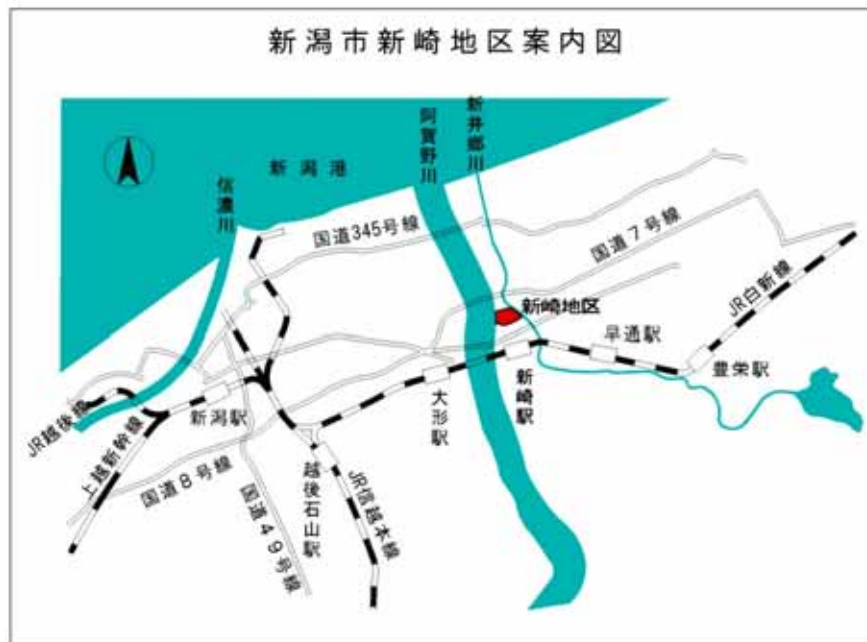 新潟市新崎地区案内図
新井郷川
阿賀野川
新潟港
信濃川
国道345号線
国道7号線
JR白新線
新崎地区
早通駅
豊栄駅
新崎駅
大形駅
新潟駅
JR越後線
上越新幹線
国道8号線
越後石山駅
JR信越本線
国道49号線